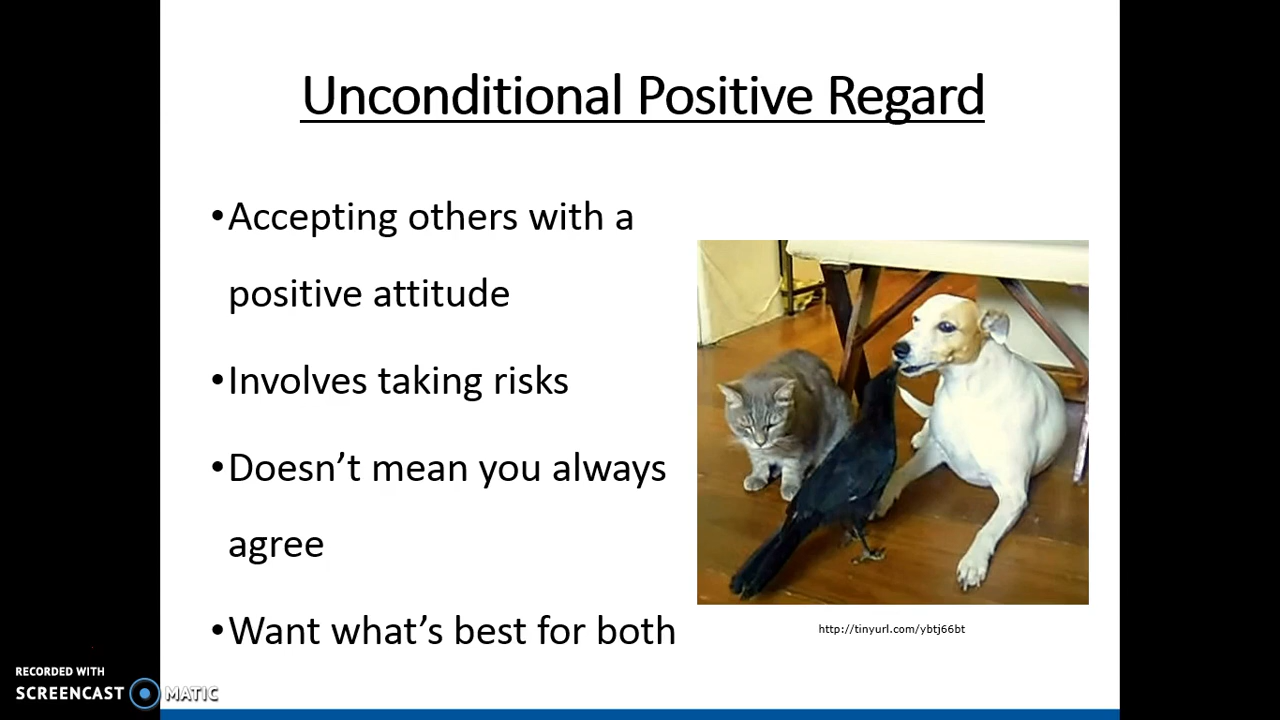 Unconditional Positive Regard
•Accepting others with a
positive attitude
•Involves taking risks
•Doesn’t mean you always
agree
•Want what’s best for both
http://tinyurl.com/ybtj66bt
RECORDED WITH
SCREENCAST MATIC